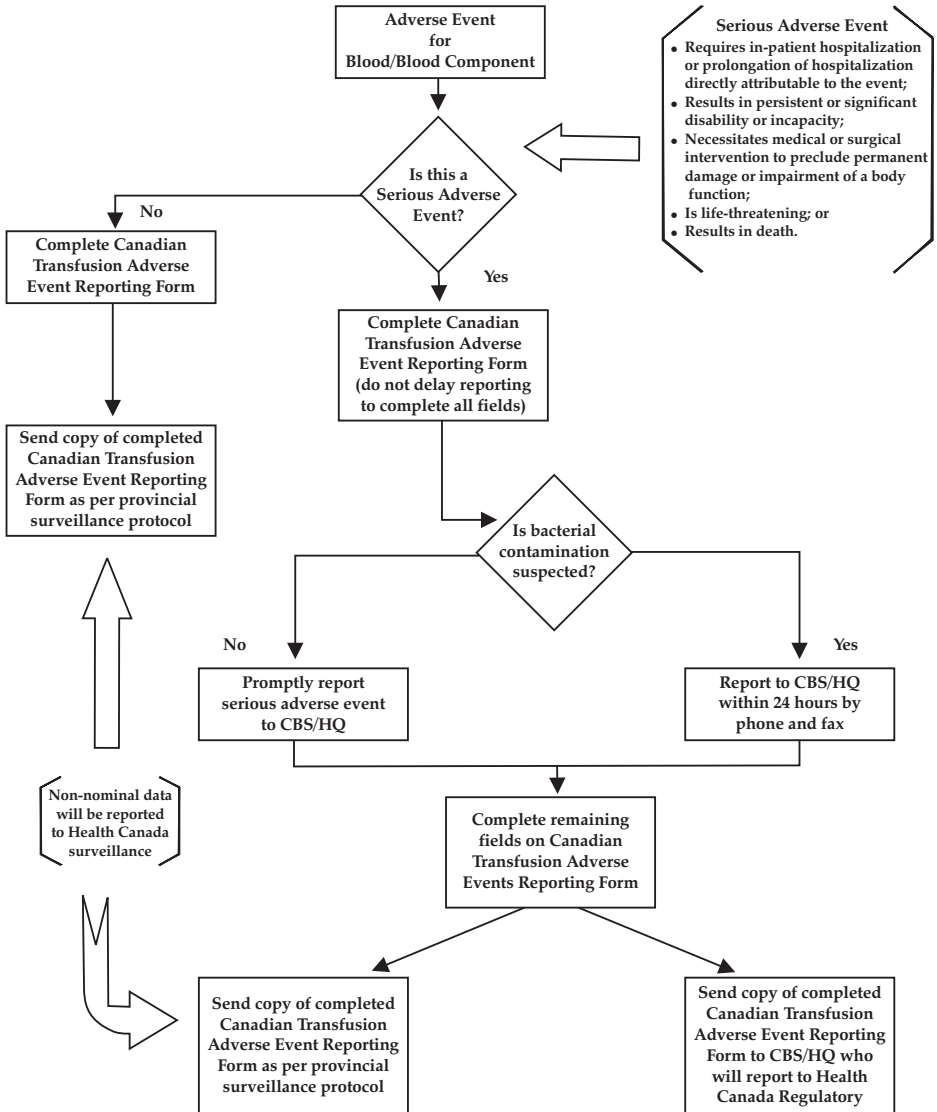 Adverse Event
for
Blood/Blood Component
Serious Adverse Event
• Requires in-patient hospitalization
or prolongation of hospitalization
directly attributable to the event;
• Results in persistent or significant
disability or incapacity;
• Necessitates medical or surgical
intervention to preclude permanent
damage or impairment of a body
function;
• Is life-threatening; or
• Results in death.
Is this a
Serious Adverse
Event?
No
Yes
Complete Canadian
Transfusion Adverse
Event Reporting Form
Complete Canadian
Transfusion Adverse
Event Reporting Form
(do not delay reporting
to complete all fields)
Send copy of completed
Canadian Transfusion
Adverse Event Reporting
Form as per provincial
surveillance protocol
Is bacterial
contamination
suspected?
No
Yes
Promptly report
serious adverse event
to CBS/HQ
Report to CBS/HQ
within 24 hours by
phone and fax
Non-nominal data
will be reported
to Health Canada
surveillance
Complete remaining
fields on Canadian
Transfusion Adverse
Events Reporting Form
Send copy of completed
Canadian Transfusion
Adverse Event Reporting
Form as per provincial
surveillance protocol
Send copy of completed
Canadian Transfusion
Adverse Event Reporting
Form to CBS/HQ who
will report to Health
Canada Regulatory